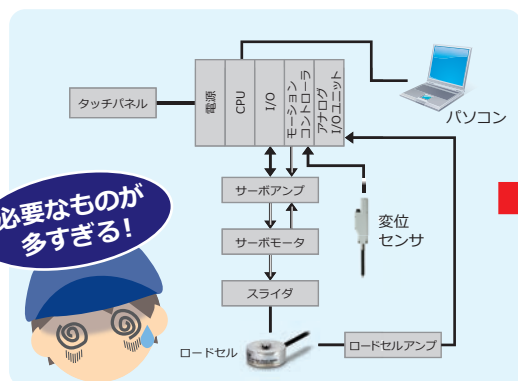 電源
CPU
I/O
モーション
コントローラ
アナログ
I/Oユニット
タッチパネル
パソコン
サーボアンプ
必要なものが
多すぎる!
サーボモータ
変位
センサ
スライダ
ロードセル
ロードセルアンプ